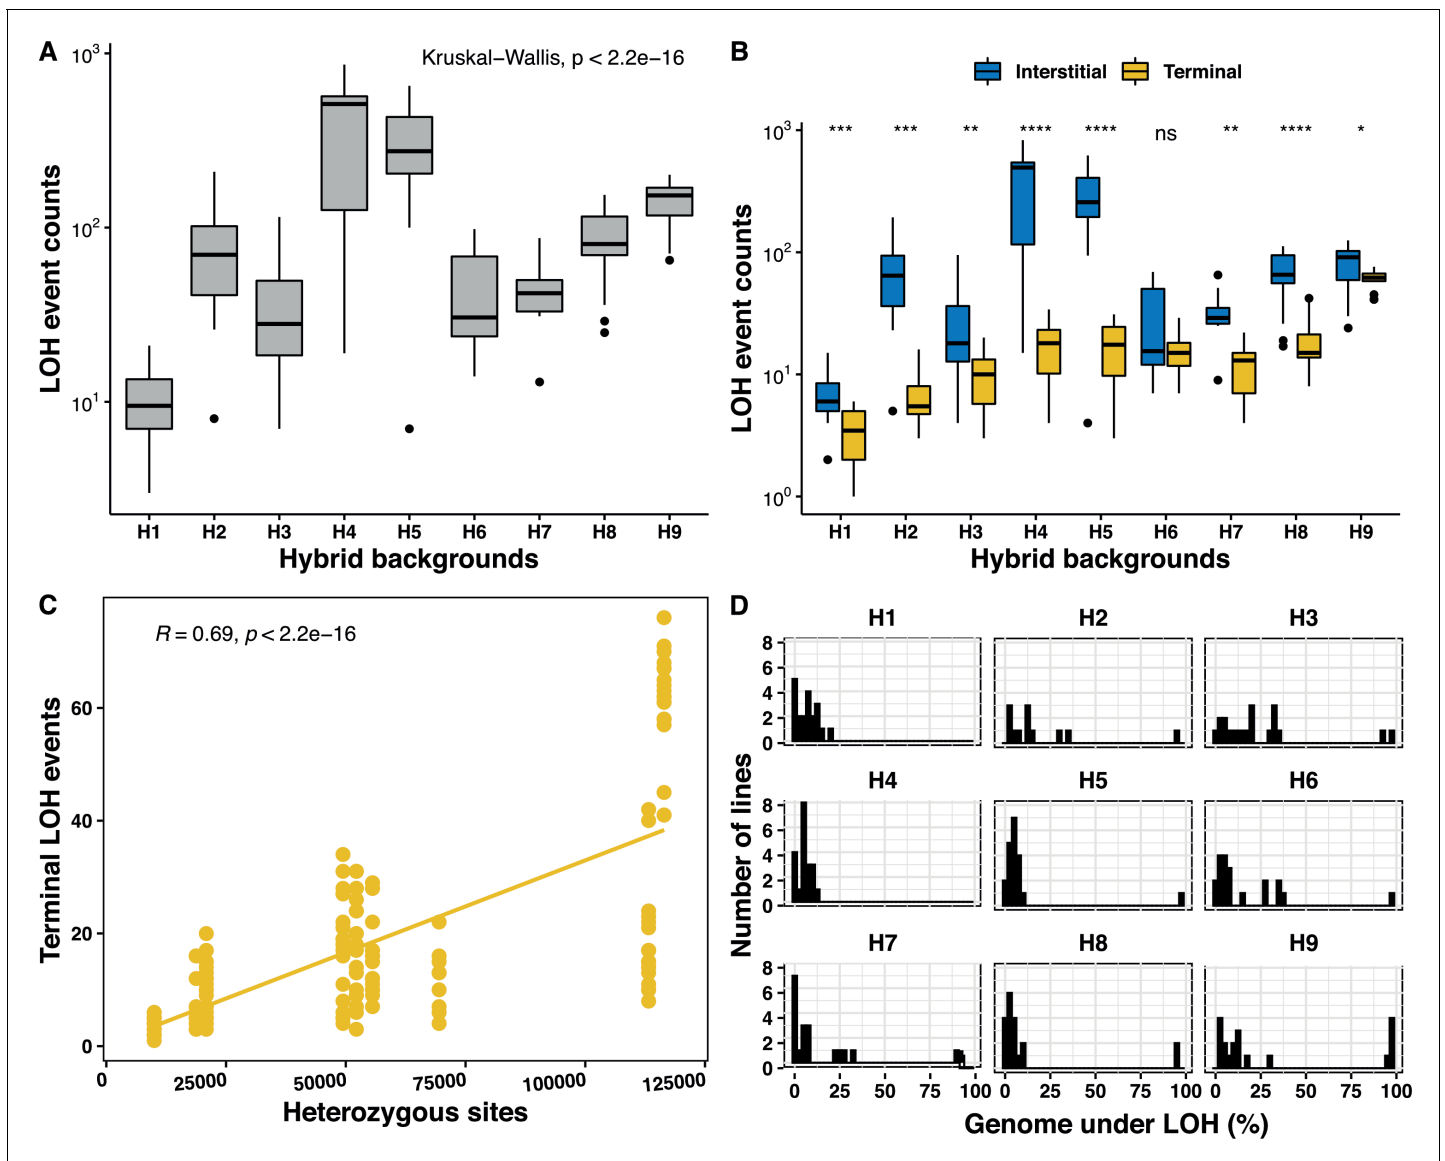 A
Kruskal−Wallis, p < 2.2e−16
LOH event counts
10³
10²
10¹
H1 H2 H3 H4 H5 H6 H7 H8 H9
Hybrid backgrounds
B
Interstitial Terminal
LOH event counts
10³
10²
10¹
10⁰
*** *** ** **** **** ns ** **** *
H1 H2 H3 H4 H5 H6 H7 H8 H9
Hybrid backgrounds
C
R = 0.69, p < 2.2e−16
Terminal LOH events
60
40
20
0
0 25000 50000 75000 100000 125000
Heterozygous sites
D
Number of lines
H1 H2 H3
8
6
4
2
0
H4 H5 H6
8
6
4
2
0
H7 H8 H9
8
6
4
2
0
0 25 50 75 100 0 25 50 75 100 0 25 50 75 100
Genome under LOH (%)